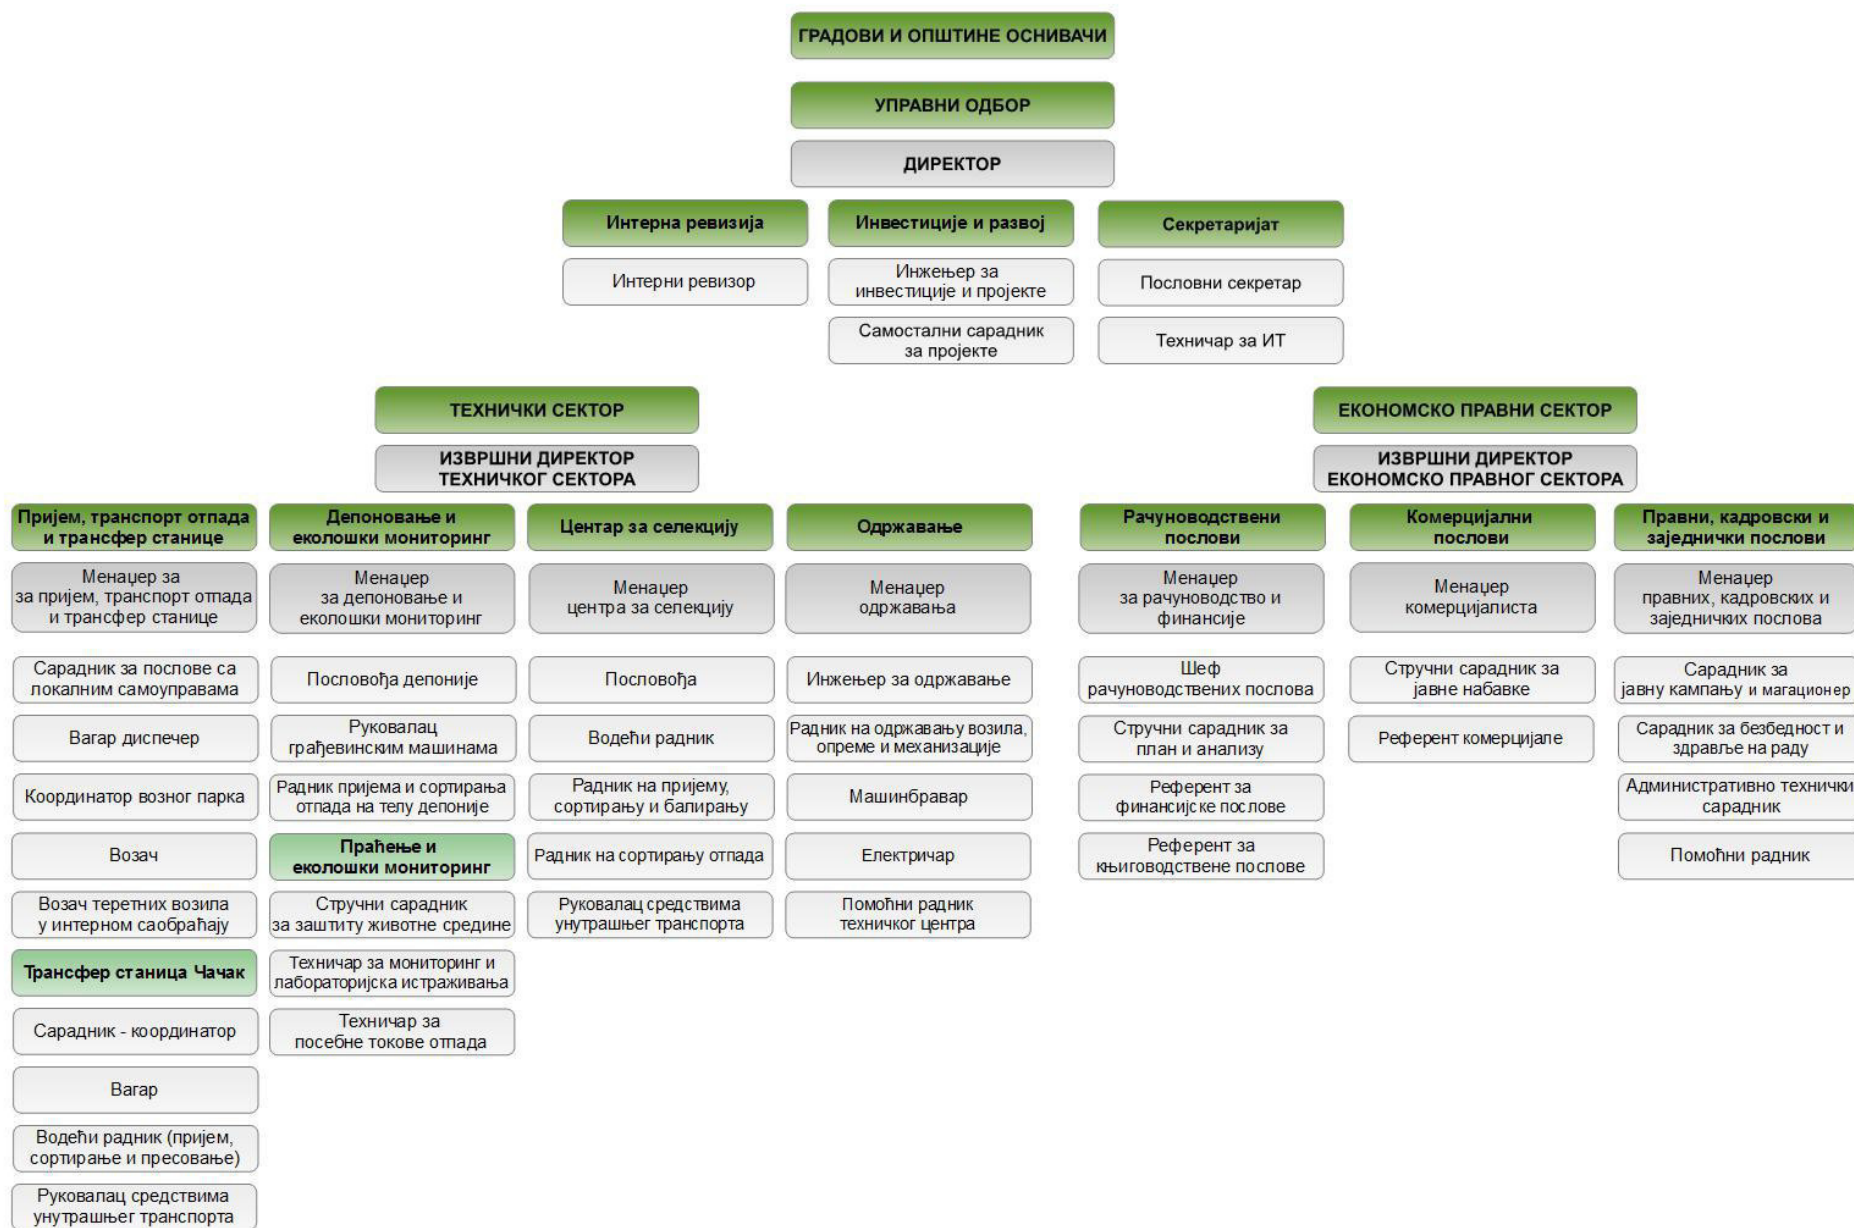 ГРАДОВИ И ОПШТИНЕ ОСНИВАЧИ
УПРАВНИ ОДБОР
ДИРЕКТОР
Интерна ревизија
Интерни ревизор
Инвестиције и развој
Инжењер за
инвестиције и пројекте
Самостални сарадник
за пројекте
Секретаријат
Пословни секретар
Техничар за ИТ
ТЕХНИЧКИ СЕКТОР
ИЗВРШНИ ДИРЕКТОР
ТЕХНИЧКОГ СЕКТОРА
Пријем, транспорт отпада
и трансфер станице
Менаџер за
за пријем, транспорт отпада
и трансфер станице
Сарадник за послове са
локалним самоуправама
Вагар диспечер
Координатор возног парка
Возач
Возач теретних возила
у интерном саобраћају
Трансфер станица Чачак
Сарадник - координатор
Вагар
Водећи радник (пријем,
сортирање и пресовање)
Руковалац средствима
унутрашњег транспорта
Депоновање и
еколошки мониторинг
Менаџер
за депоновање и
еколошки мониторинг
Пословођа депоније
Руковалац
грађевинским машинама
Радник пријема и сортирања
отпада на телу депоније
Праћење и
еколошки мониторинг
Стручни сарадник
за заштиту животне средине
Техничар за мониторинг и
лабораторијска истраживања
Техничар за
посебне токове отпада
Центар за селекцију
Менаџер
центра за селекцију
Пословођа
Водећи радник
Радник на пријему,
сортирању и балирању
Радник на сортирању отпада
Руковалац средствима
унутрашњег транспорта
Одржавање
Менаџер
одржавања
Инжењер за одржавање
Радник на одржавању возила,
опреме и механизације
Машинбравар
Електричар
Помоћни радник
техничког центра
ЕКОНОМСКО ПРАВНИ СЕКТОР
ИЗВРШНИ ДИРЕКТОР
ЕКОНОМСКО ПРАВНОГ СЕКТОРА
Рачуноводствени
послови
Менаџер
за рачуноводство и
финансије
Шеф
рачуноводствених послова
Стручни сарадник за
план и анализу
Референт за
финансијске послове
Референт за
књиговодствене послове
Комерцијални
послови
Менаџер
комерцијалиста
Стручни сарадник за
јавне набавке
Референт комерцијале
Правни, кадровски и
заједнички послови
Менаџер
правних, кадровских и
заједничких послова
Сарадник за
јавну кампању и магационер
Сарадник за безбедност и
здравље на раду
Административно технички
сарадник
Помоћни радник